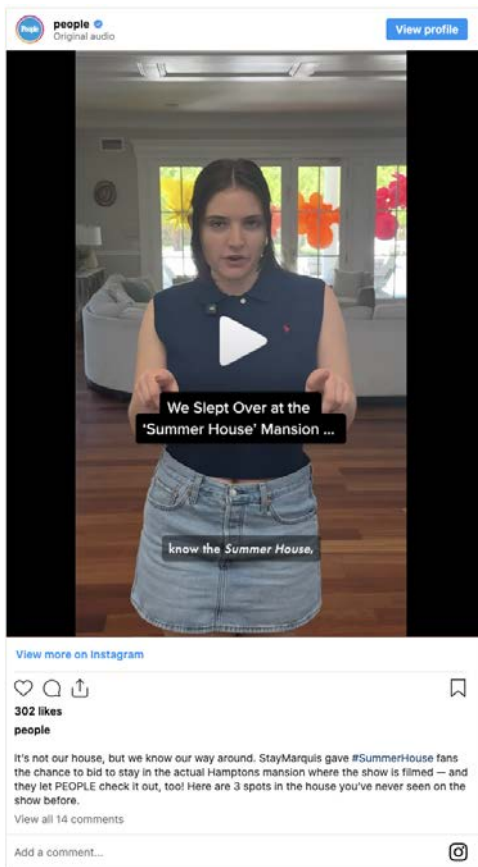 people
Original audio
View profile
We Slept Over at the
‘Summer House’ Mansion ...
know the Summer House,
View more on Instagram
302 likes
people
It's not our house, but we know our way around. StayMarquis gave #SummerHouse fans
the chance to bid to stay in the actual Hamptons mansion where the show is filmed — and
they let PEOPLE check it out, too! Here are 3 spots in the house you've never seen on the
show before.
View all 14 comments
Add a comment...